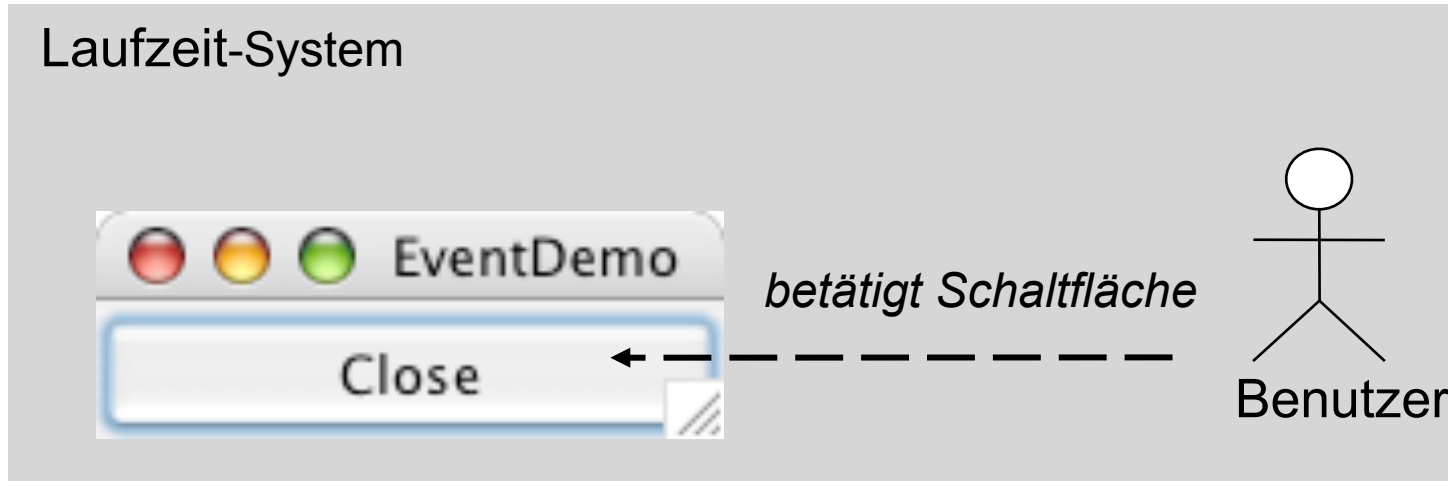 Laufzeit-System
EventDemo
betätigt Schaltfläche
Close
Benutzer